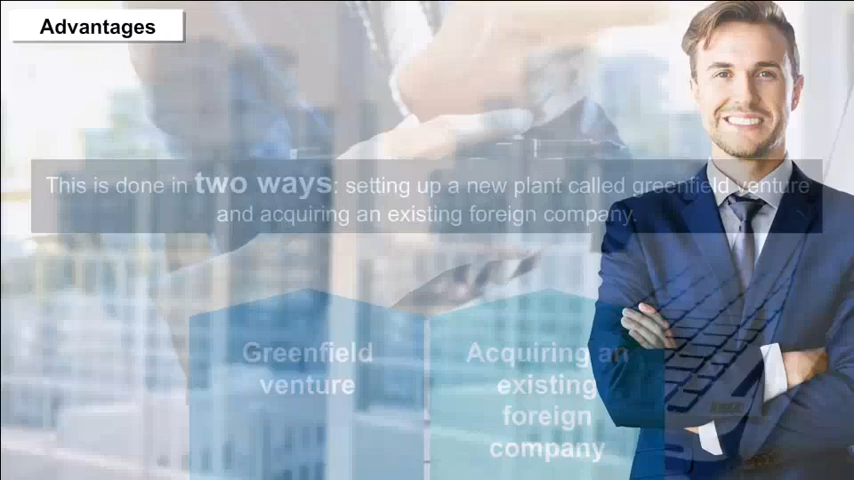 Advantages
This is done in two ways: setting up a new plant called greenfield venture
and acquiring an existing foreign company.
Greenfield
venture
Acquiring an
existing
foreign
company